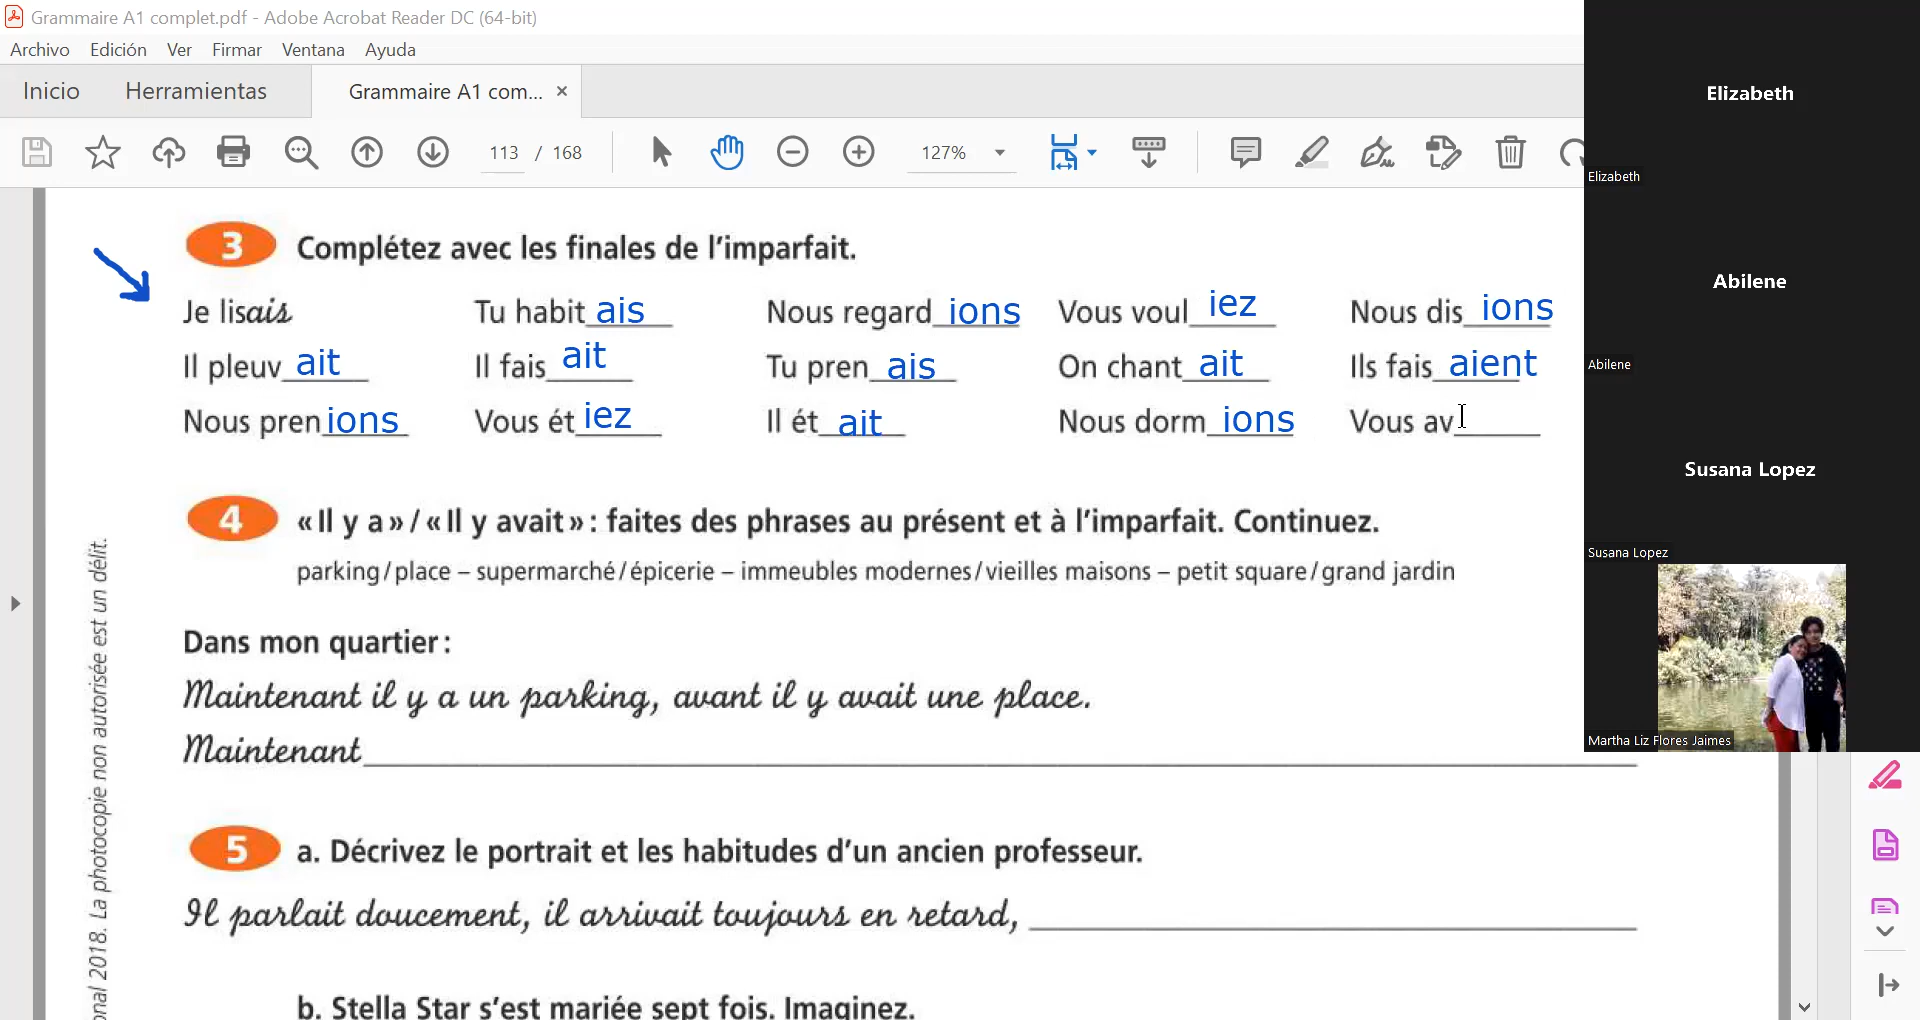 Grammaire A1 complet.pdf - Adobe Acrobat Reader DC (64-bit)
Archivo Edición Ver Firmar Ventana Ayuda
Inicio Herramientas Grammaire A1 com... ×
113 / 168 127%
3 Complétez avec les finales de l'imparfait.
Je lisais Tu habit ais Nous regard ions Vous voul iez Nous dis ions
Il pleuv ait Il fais ait Tu pren ais On chant ait Ils fais aient
Nous pren ions Vous ét iez Il ét ait Nous dorm ions Vous av______
4 « Il y a » / « Il y avait » : faites des phrases au présent et à l'imparfait. Continuez.
parking / place – supermarché / épicerie – immeubles modernes / vieilles maisons – petit square / grand jardin
Dans mon quartier :
Maintenant il y a un parking, avant il y avait une place.
Maintenant
5 a. Décrivez le portrait et les habitudes d'un ancien professeur.
Il parlait doucement, il arrivait toujours en retard,
b. Stella Star s'est mariée sept fois. Imaginez.
onal 2018. La photocopie non autorisée est un délit.
Elizabeth
Elizabeth
Abilene
Abilene
Susana Lopez
Susana Lopez
Martha Liz Flores Jaimes